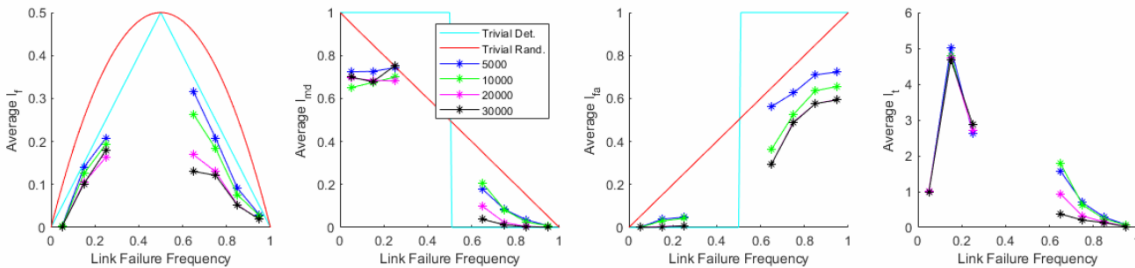 0.5
0.4
0.3
0.2
0.1
0
0 0.2 0.4 0.6 0.8 1
Average I_f
Link Failure Frequency
1
0.8
0.6
0.4
0.2
0
0 0.2 0.4 0.6 0.8 1
Average I_md
Link Failure Frequency
Trivial Det.
Trivial Rand.
5000
10000
20000
30000
1
0.8
0.6
0.4
0.2
0
0 0.2 0.4 0.6 0.8 1
Average I_fa
Link Failure Frequency
6
5
4
3
2
1
0
0 0.2 0.4 0.6 0.8 1
Average I_t
Link Failure Frequency